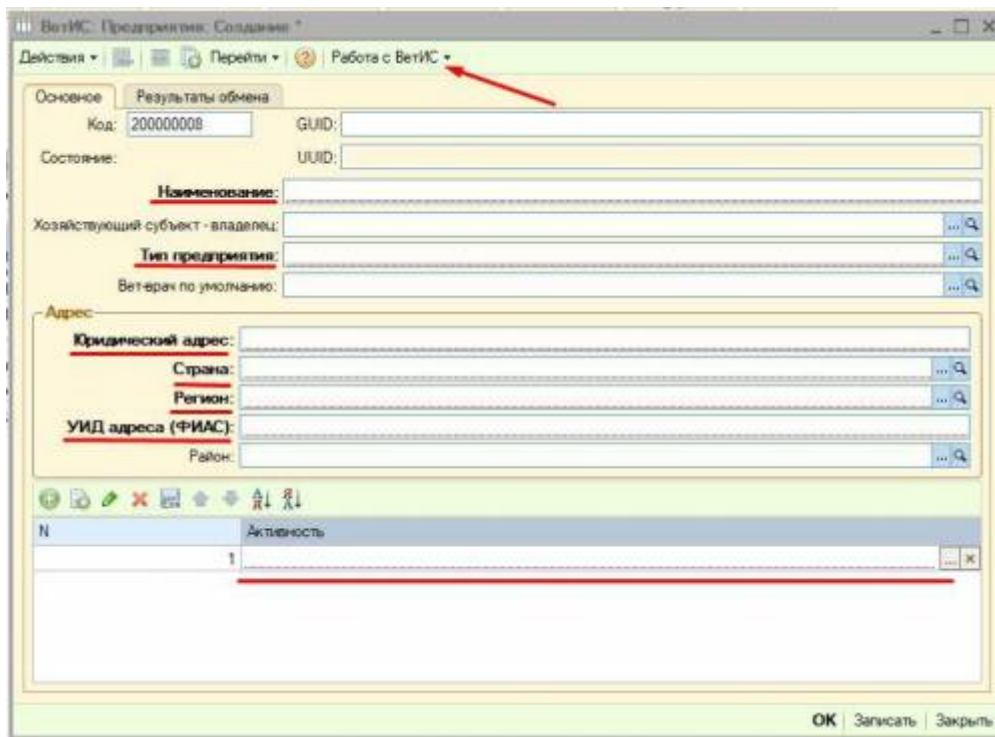 ВетИС: Предприятия: Создание *
Действия Перейти Работа с ВетИС
Основное Результаты обмена
Код: 200000008 GUID:
Состояние: UUID:
Наименование:
Хозяйствующий субъект - владелец:
Тип предприятия:
Вет-врач по умолчанию:
Адрес
Юридический адрес:
Страна:
Регион:
УИД адреса (ФИАС):
Район:
N Активность
1
OK Записать Закрыть